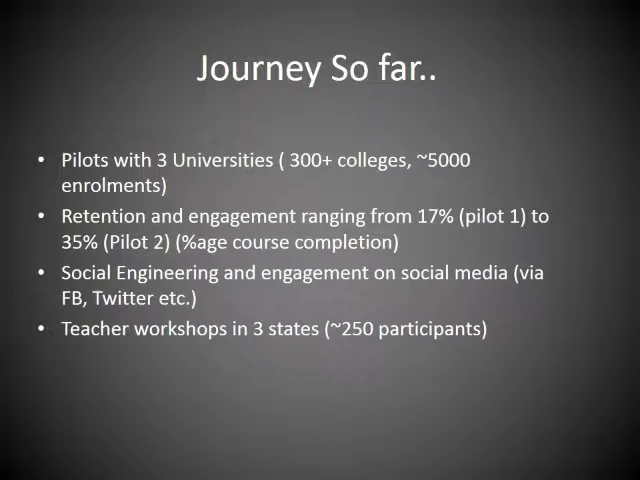 Journey So far..
• Pilots with 3 Universities ( 300+ colleges, ~5000
enrolments)
• Retention and engagement ranging from 17% (pilot 1) to
35% (Pilot 2) (%age course completion)
• Social Engineering and engagement on social media (via
FB, Twitter etc.)
• Teacher workshops in 3 states (~250 participants)